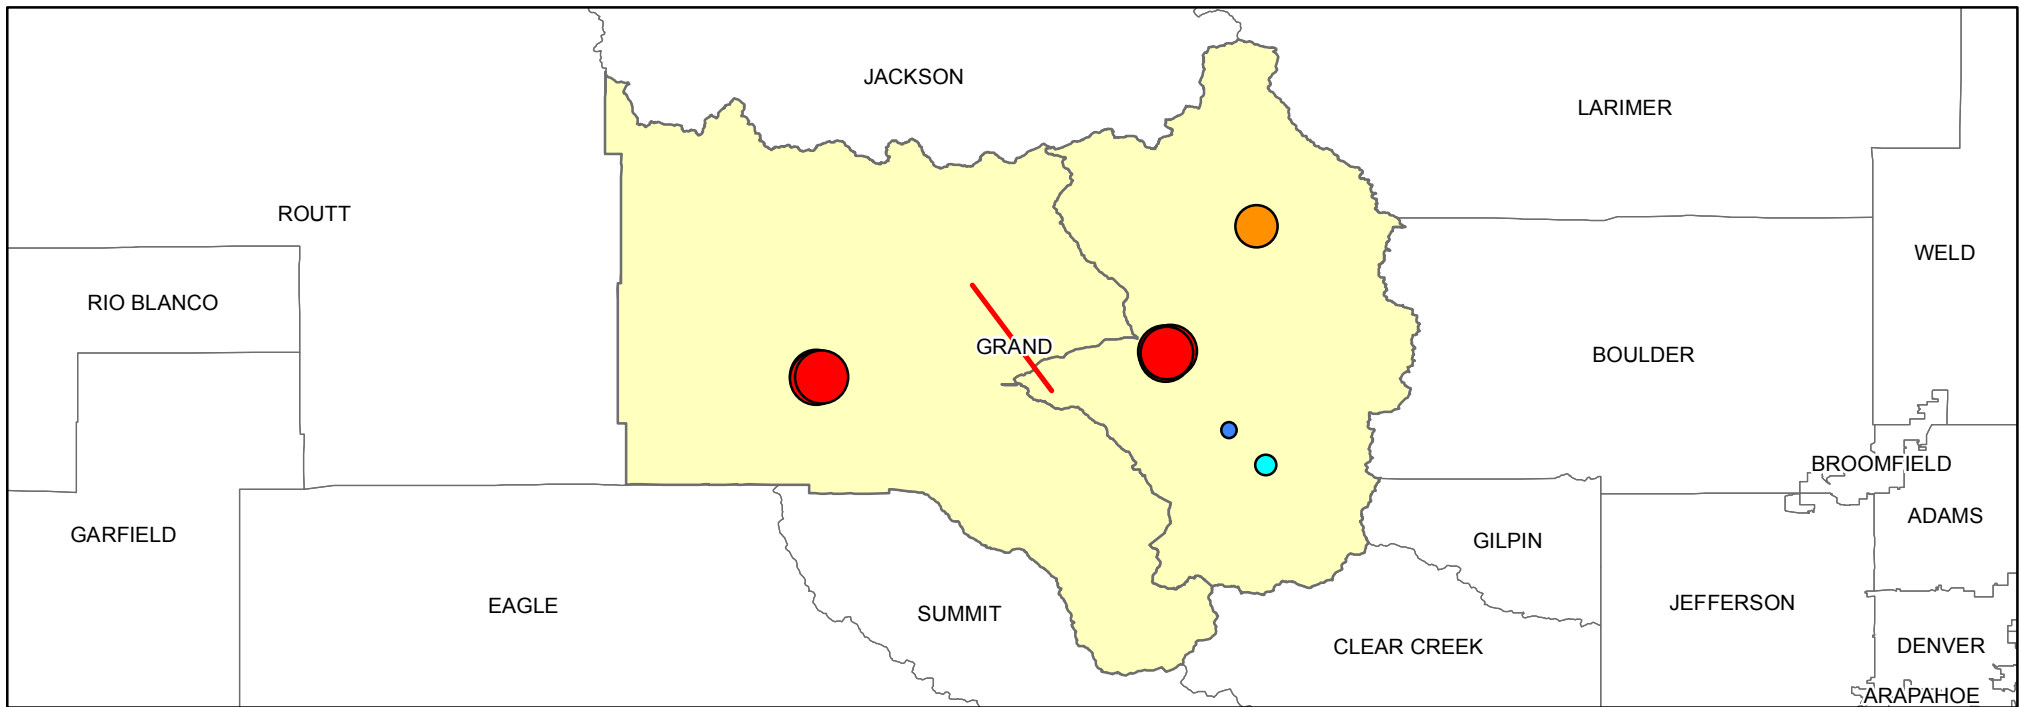 JACKSON
LARIMER
ROUTT
WELD
RIO BLANCO
GRAND
BOULDER
BROOMFIELD
ADAMS
GARFIELD
GILPIN
JEFFERSON
EAGLE
SUMMIT
CLEAR CREEK
DENVER
ARAPAHOE